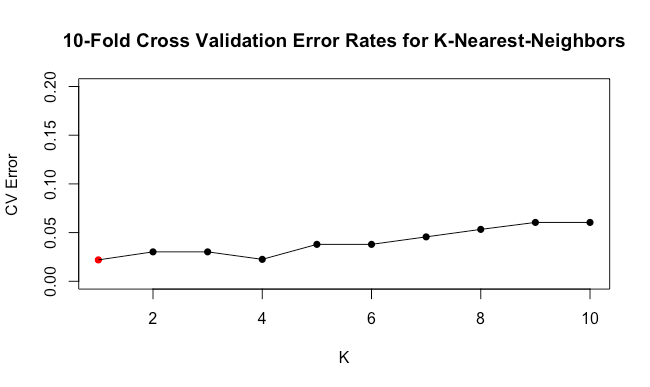 10-Fold Cross Validation Error Rates for K-Nearest-Neighbors
0.20
0.15
0.10
0.05
0.00
CV Error
2 4 6 8 10
K